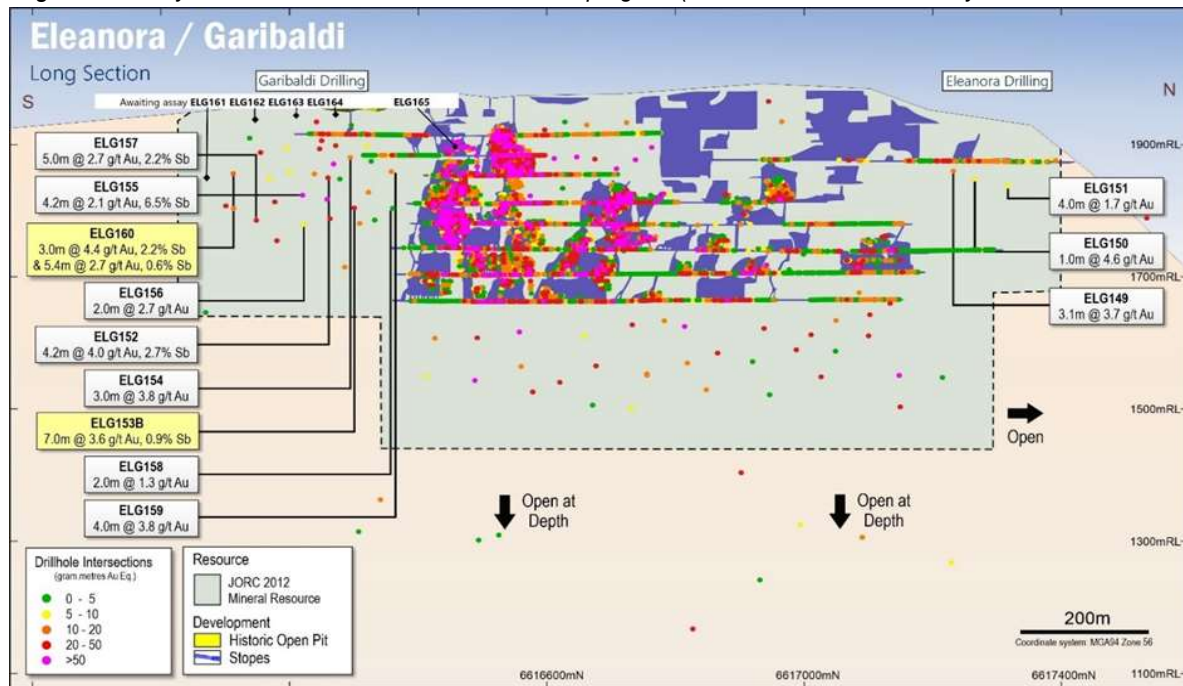 Eleanora / Garibaldi
Long Section
Garibaldi Drilling
Eleanora Drilling
S
N
Awaiting assay ELG161 ELG162 ELG163 ELG164 ELG165
ELG157
5.0m @ 2.7 g/t Au, 2.2% Sb
ELG155
4.2m @ 2.1 g/t Au, 6.5% Sb
ELG160
3.0m @ 4.4 g/t Au, 2.2% Sb
& 5.4m @ 2.7 g/t Au, 0.6% Sb
ELG156
2.0m @ 2.7 g/t Au
ELG152
4.2m @ 4.0 g/t Au, 2.7% Sb
ELG154
3.0m @ 3.8 g/t Au
ELG153B
7.0m @ 3.6 g/t Au, 0.9% Sb
ELG158
2.0m @ 1.3 g/t Au
ELG159
4.0m @ 3.8 g/t Au
1900mRL
ELG151
4.0m @ 1.7 g/t Au
ELG150
1.0m @ 4.6 g/t Au
1700mRL
ELG149
3.1m @ 3.7 g/t Au
1500mRL
Open
Open at
Depth
Open at
Depth
1300mRL
Drillhole Intersections
(gram.metres Au Eq.)
0 - 5
5 - 10
10 - 20
20 - 50
>50
Resource
JORC 2012
Mineral Resource
Development
Historic Open Pit
Stopes
200m
Coordinate system: MGA94 Zone 56
6616600mN
6617000mN
6617400mN
1100mRL